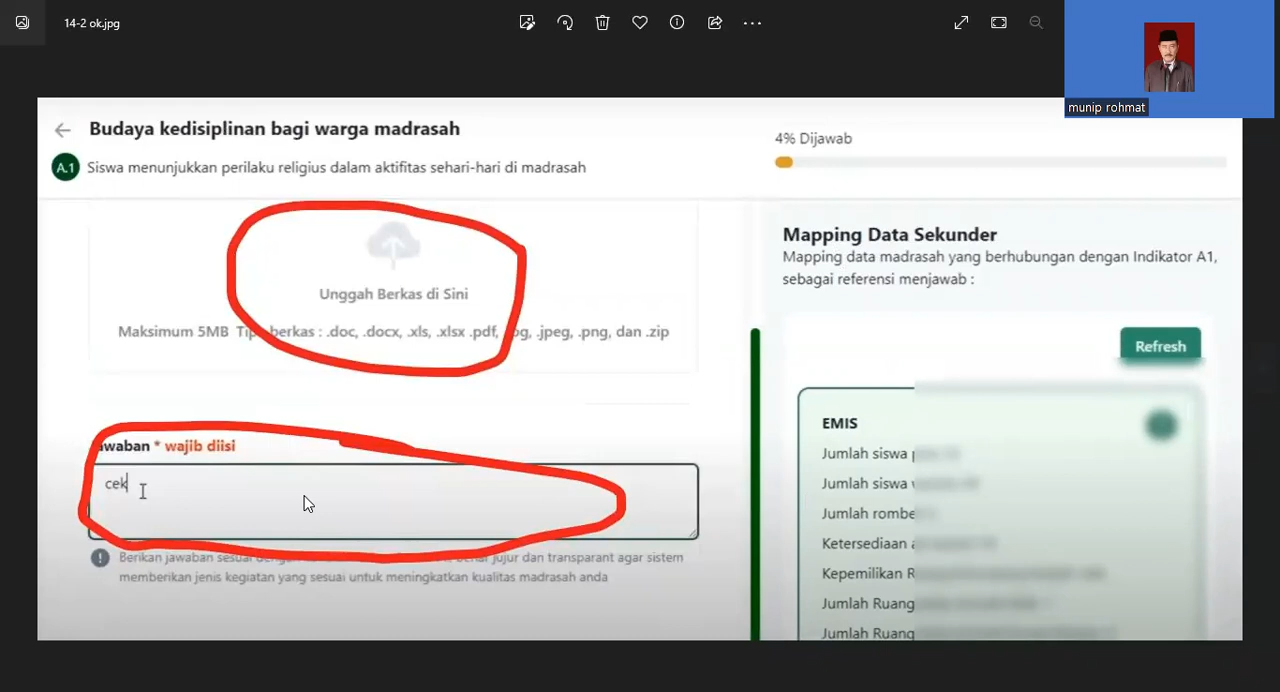 14-2 ok.jpg
munip rohmat
Budaya kedisiplinan bagi warga madrasah
4% Dijawab
A.1 Siswa menunjukkan perilaku religius dalam aktifitas sehari-hari di madrasah
Unggah Berkas di Sini
Maksimum 5MB berkas : .doc, .docx, .xls, .xlsx .pdf, .jpeg, .png, dan .zip
awaban * wajib diisi
cek
Berikan jawaban sesuai jujur dan transparant agar sistem
memberikan jenis kegiatan yang sesuai untuk meningkatkan kualitas madrasah anda
Mapping Data Sekunder
Mapping data madrasah yang berhubungan dengan Indikator A1,
sebagai referensi menjawab :
Refresh
EMIS
Jumlah siswa
Jumlah siswa
Jumlah rombe
Ketersediaan
Kepemilikan
Jumlah Ruang
Jumlah Ruang